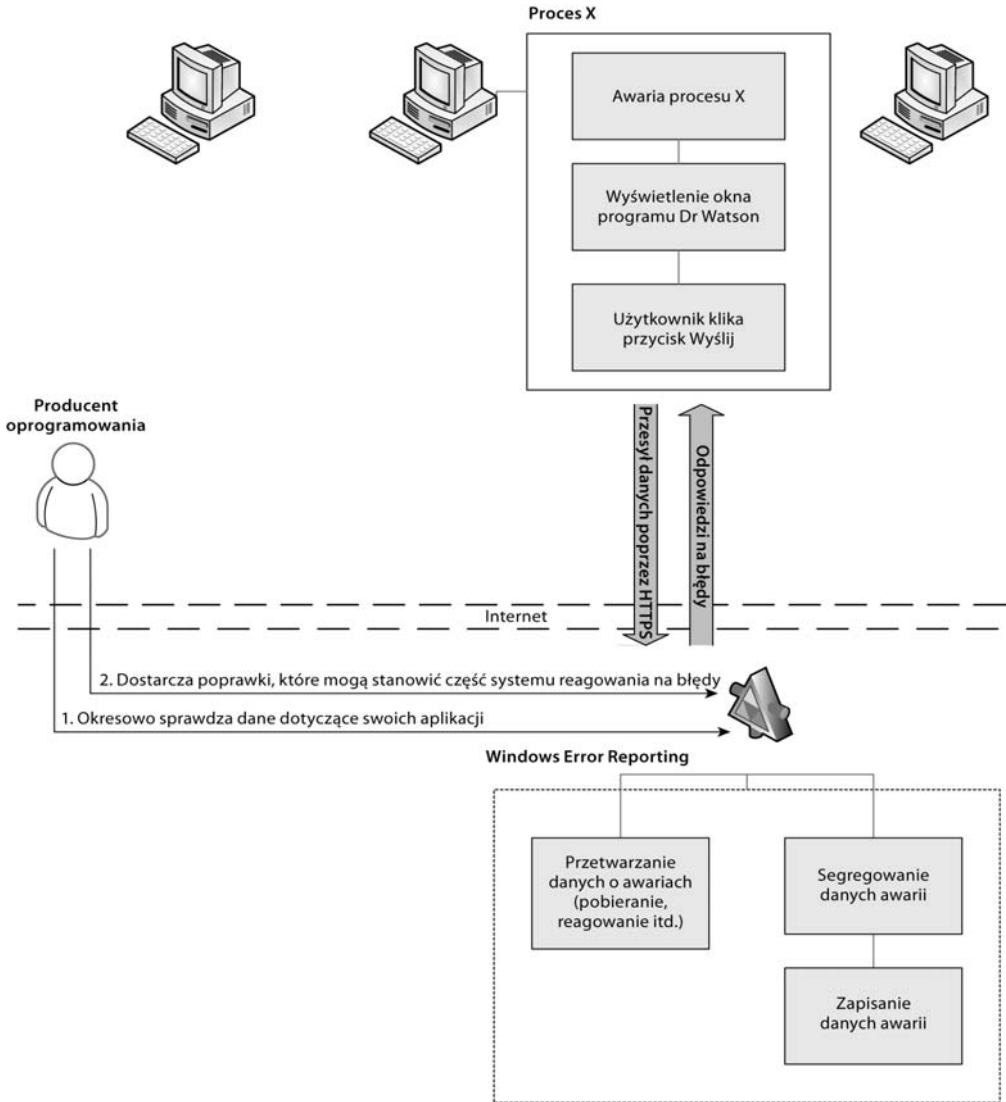 Proces X
Awaria procesu X
Wyświetlenie okna
programu Dr Watson
Użytkownik klika
przycisk Wyślij
Producent
oprogramowania
Przesył danych poprzez HTTPS
Odpowiedzi na błędy
Internet
2. Dostarcza poprawki, które mogą stanowić część systemu reagowania na błędy
1. Okresowo sprawdza dane dotyczące swoich aplikacji
Windows Error Reporting
Przetwarzanie
danych o awariach
(pobieranie,
reagowanie itd.)
Segregowanie
danych awarii
Zapisanie
danych awarii